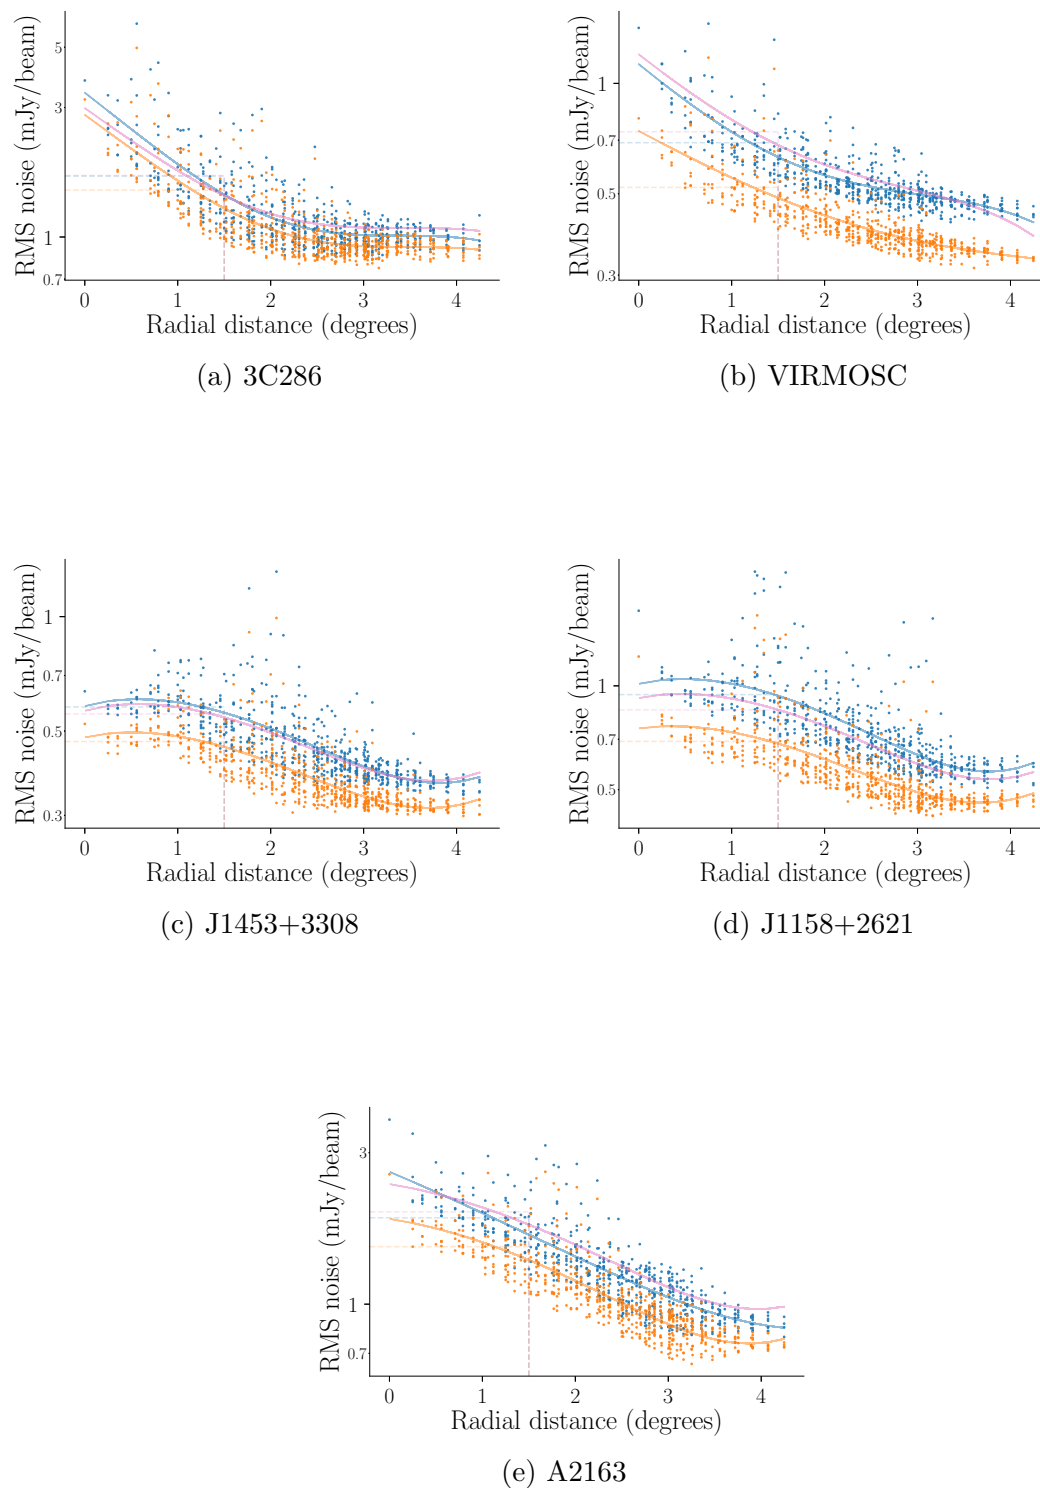 RMS noise (mJy/beam)
5
3
1
0.7
0 1 2 3 4
Radial distance (degrees)
(a) 3C286
RMS noise (mJy/beam)
1
0.7
0.5
0.3
0 1 2 3 4
Radial distance (degrees)
(b) VIRMOSC
RMS noise (mJy/beam)
1
0.7
0.5
0.3
0 1 2 3 4
Radial distance (degrees)
(c) J1453+3308
RMS noise (mJy/beam)
1
0.7
0.5
0 1 2 3 4
Radial distance (degrees)
(d) J1158+2621
RMS noise (mJy/beam)
3
1
0.7
0 1 2 3 4
Radial distance (degrees)
(e) A2163